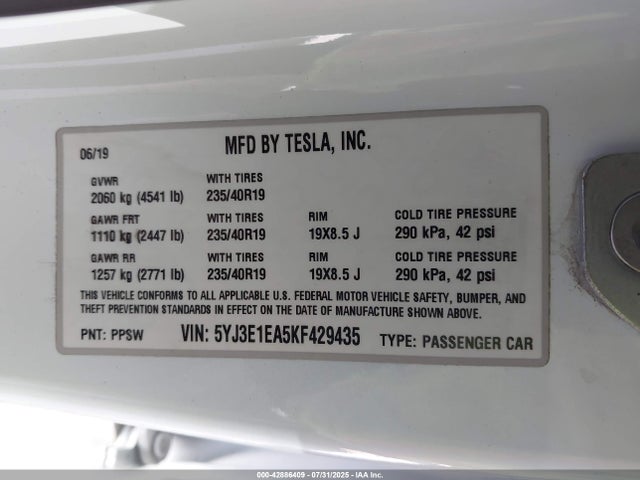 06/19 MFD BY TESLA, INC.
GVWR WITH TIRES
2060 kg (4541 lb) 235/40R19
GAWR FRT WITH TIRES RIM COLD TIRE PRESSURE
1110 kg (2447 lb) 235/40R19 19X8.5 J 290 kPa, 42 psi
GAWR RR WITH TIRES RIM COLD TIRE PRESSURE
1257 kg (2771 lb) 235/40R19 19X8.5 J 290 kPa, 42 psi
THIS VEHICLE CONFORMS TO ALL APPLICABLE U.S. FEDERAL MOTOR VEHICLE SAFETY, BUMPER, AND
THEFT PREVENTION STANDARDS IN EFFECT ON THE DATE OF MANUFACTURE SHOWN ABOVE.
PNT: PPSW VIN: 5YJ3E1EA5KF429435 TYPE: PASSENGER CAR
000-42886409 - 07/31/2025 - IAA Inc.